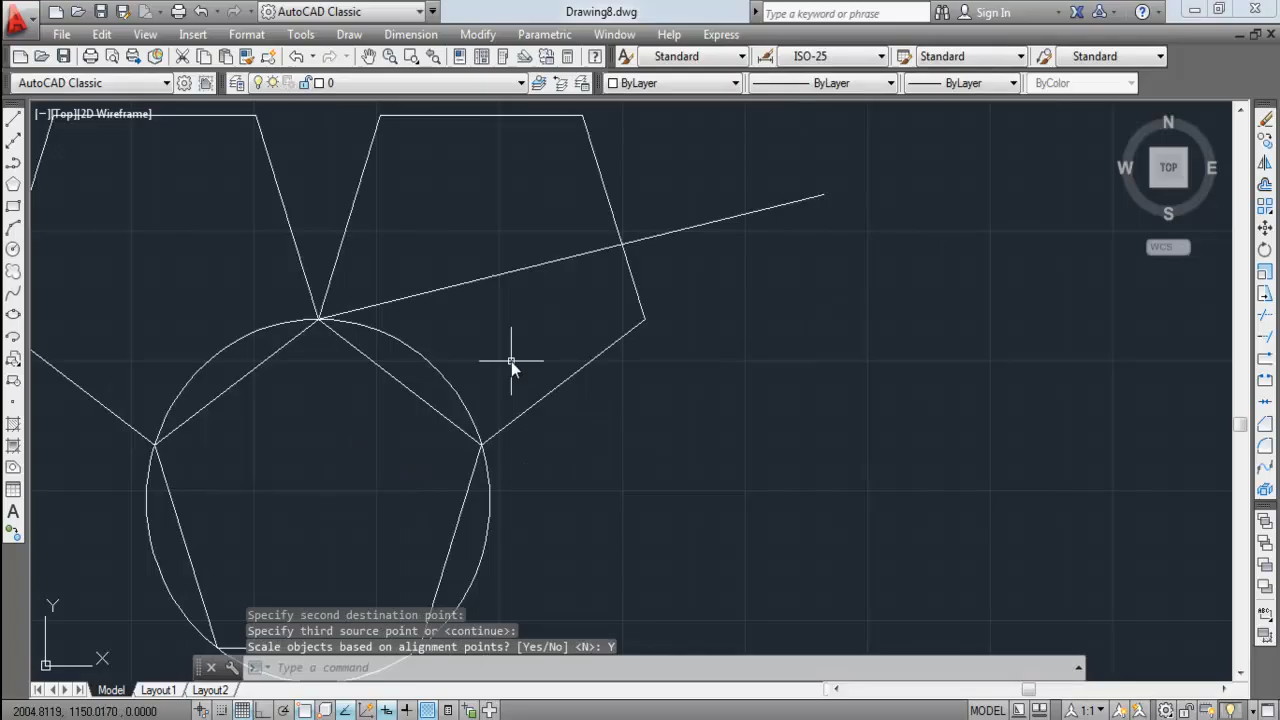 AutoCAD Classic
Drawing8.dwg
Type a keyword or phrase
Sign In
File Edit View Insert Format Tools Draw Dimension Modify Parametric Window Help Express
Standard
ISO-25
Standard
Standard
AutoCAD Classic
0
ByLayer
ByLayer
ByLayer
ByColor
[−][Top][2D Wireframe]
N
W TOP E
S
WCS
A
Y
X
Specify second destination point:
Specify third source point or <continue>:
Scale objects based on alignment points? [Yes/No] <N>: Y
Type a command
Model Layout1 Layout2
2004.8119, 1150.0170, 0.0000
MODEL
1:1